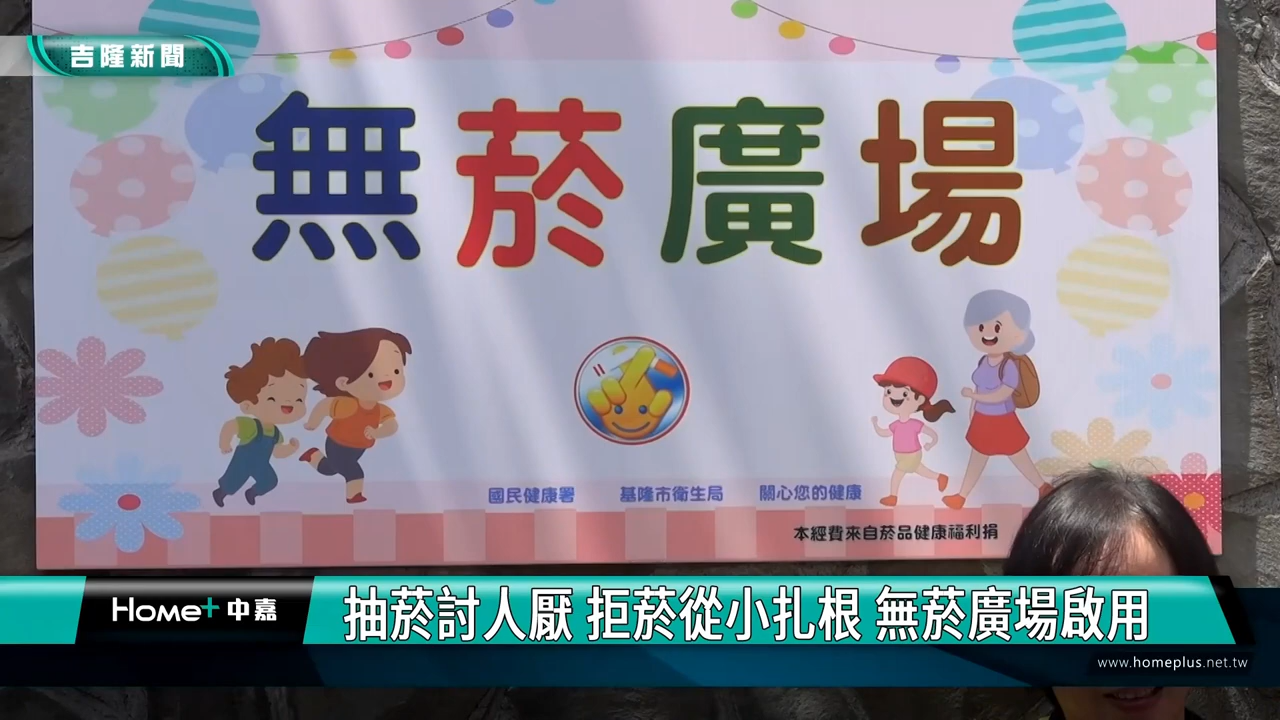 吉隆新聞
無菸廣場
國民健康署 基隆市衛生局 關心您的健康
本經費來自菸品健康福利捐
Home+中嘉
抽菸討人厭 拒菸從小扎根 無菸廣場啟用
www.homeplus.net.tw